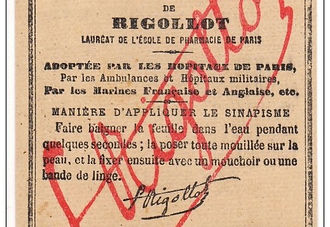 DE
RIGOLLOT
LAURÉAT DE L'ÉCOLE DE PHARMACIE DE PARIS
ADOPTÉE PAR LES HOPITAUX DE PARIS,
Par les Ambulances et Hôpitaux militaires,
Par les Marines Française et Anglaise, etc.
MANIÈRE D'APPLIQUER LE SINAPISME
Faire baigner la feuille dans l'eau pendant
quelques secondes ; la poser toute mouillée sur la
peau, et la fixer ensuite avec un mouchoir ou une
bande de linge.
P. Rigollot
Rigollot